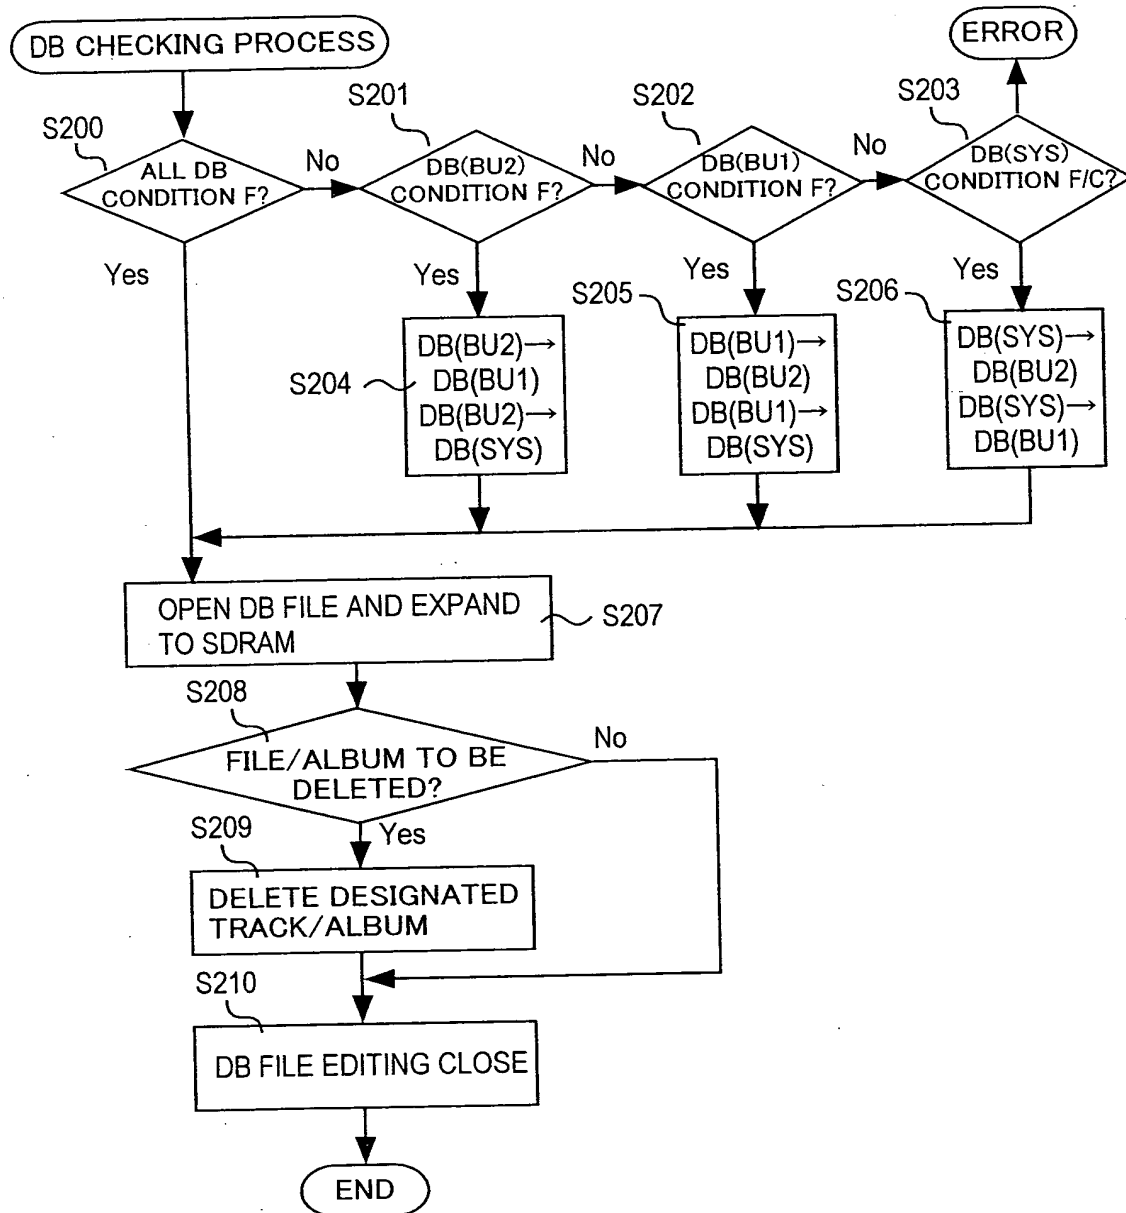 DB CHECKING PROCESS
ERROR
S200
S201
S202
S203
ALL DB
CONDITION F?
No
DB(BU2)
CONDITION F?
No
DB(BU1)
CONDITION F?
No
DB(SYS)
CONDITION F/C?
Yes
Yes
Yes
Yes
S204
DB(BU2)→
DB(BU1)
DB(BU2)→
DB(SYS)
S205
DB(BU1)→
DB(BU2)
DB(BU1)→
DB(SYS)
S206
DB(SYS)→
DB(BU2)
DB(SYS)→
DB(BU1)
OPEN DB FILE AND EXPAND
TO SDRAM
S207
S208
FILE/ALBUM TO BE
DELETED?
No
Yes
S209
DELETE DESIGNATED
TRACK/ALBUM
S210
DB FILE EDITING CLOSE
END